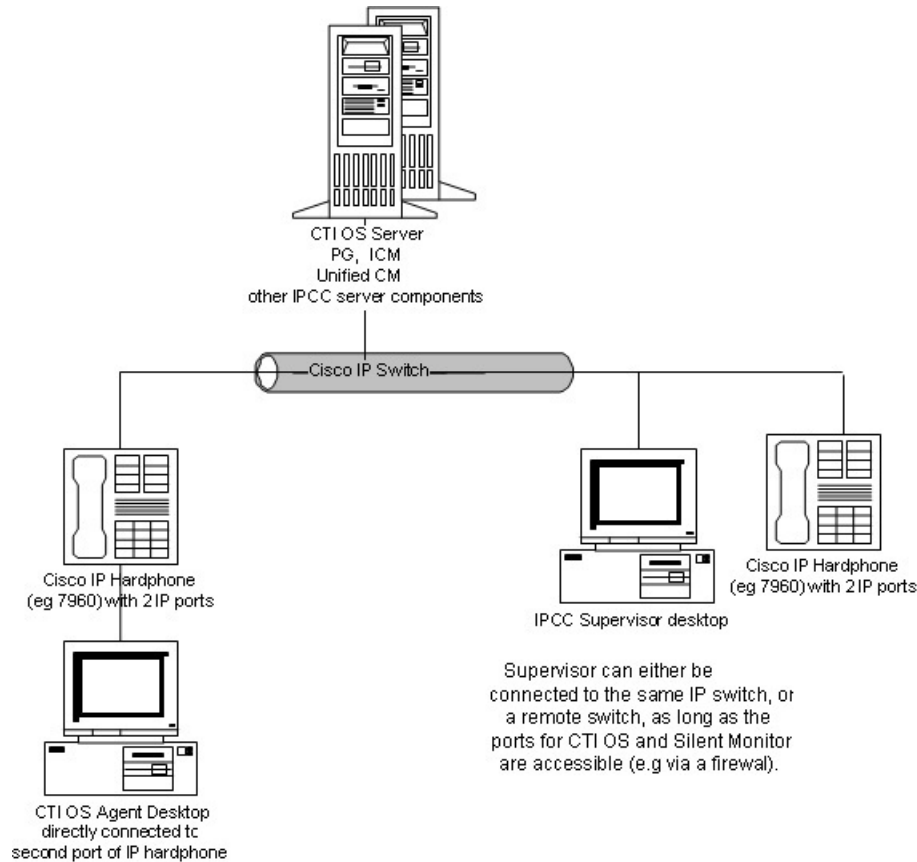 CTI OS Server
PG, ICM
Unified CM
other IPCC server components
Cisco IP Switch
Cisco IP Hardphone
(eg 7960) with 2 IP ports
CTI OS Agent Desktop
directly connected to
second port of IP hardphone
IPCC Supervisor desktop
Cisco IP Hardphone
(eg 7960) with 2 IP ports
Supervisor can either be
connected to the same IP switch, or
a remote switch, as long as the
ports for CTI OS and Silent Monitor
are accessible (e.g via a firewal).